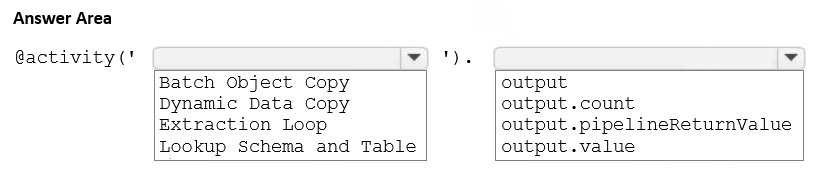 Answer Area
@activity(' '). 
Batch Object Copy
Dynamic Data Copy
Extraction Loop
Lookup Schema and Table
output
output.count
output.pipelineReturnValue
output.value